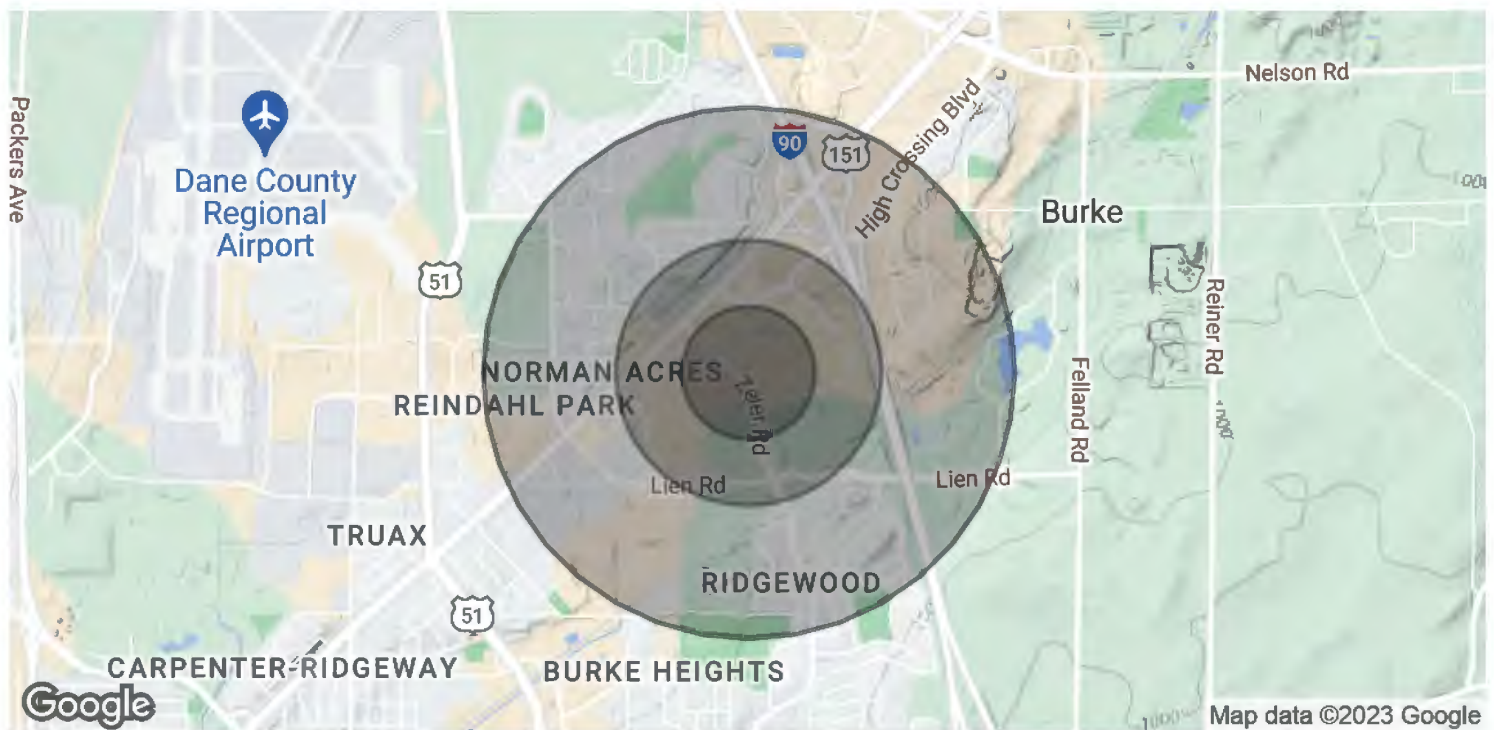 Nelson Rd
Packers Ave
90
151
High Crossing Blvd
Dane County
Regional
Airport
Burke
51
Reiner Rd
NORMAN ACRES
REINDAHL PARK
Zeier Rd
Felland Rd
Lien Rd
Lien Rd
TRUAX
RIDGEWOOD
51
CARPENTER-RIDGEWAY
BURKE HEIGHTS
Google
Map data ©2023 Google